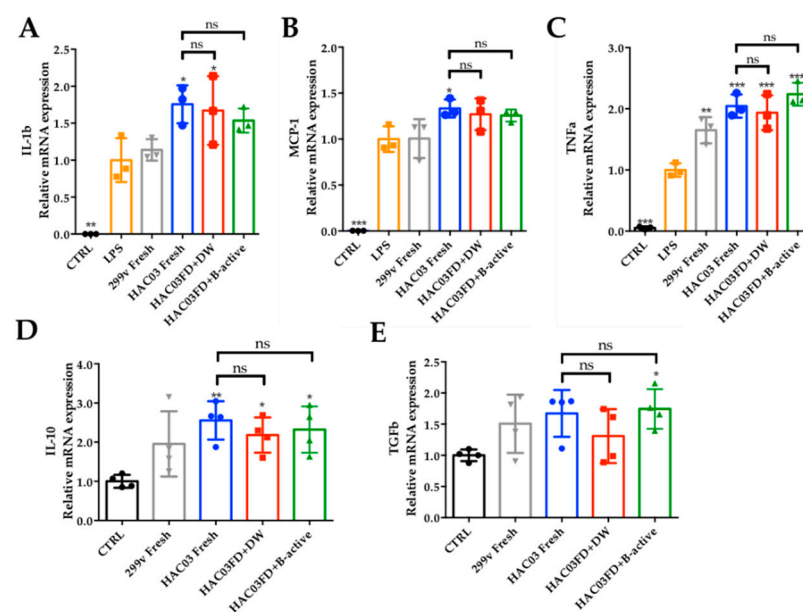 A
ns
ns
IL-1b
Relative mRNA expression
2.5
2.0
1.5
1.0
0.5
0.0
**
*
*
CTRL
LPS
299v Fresh
HAC03 Fresh
HAC03FD+DW
HAC03FD+B-active
B
ns
ns
MCP-1
Relative mRNA expression
2.0
1.5
1.0
0.5
0.0
***
*
CTRL
LPS
299v Fresh
HAC03 Fresh
HAC03FD+DW
HAC03FD+B-active
C
ns
ns
TNFa
Relative mRNA expression
3.0
2.0
1.0
0.0
***
**
***
***
***
CTRL
LPS
299v Fresh
HAC03 Fresh
HAC03FD+DW
HAC03FD+B-active
D
ns
ns
IL-10
Relative mRNA expression
4.0
3.0
2.0
1.0
0.0
**
*
*
CTRL
299v Fresh
HAC03 Fresh
HAC03FD+DW
HAC03FD+B-active
E
ns
ns
TGFb
Relative mRNA expression
2.5
2.0
1.5
1.0
0.5
0.0
*
CTRL
299v Fresh
HAC03 Fresh
HAC03FD+DW
HAC03FD+B-active